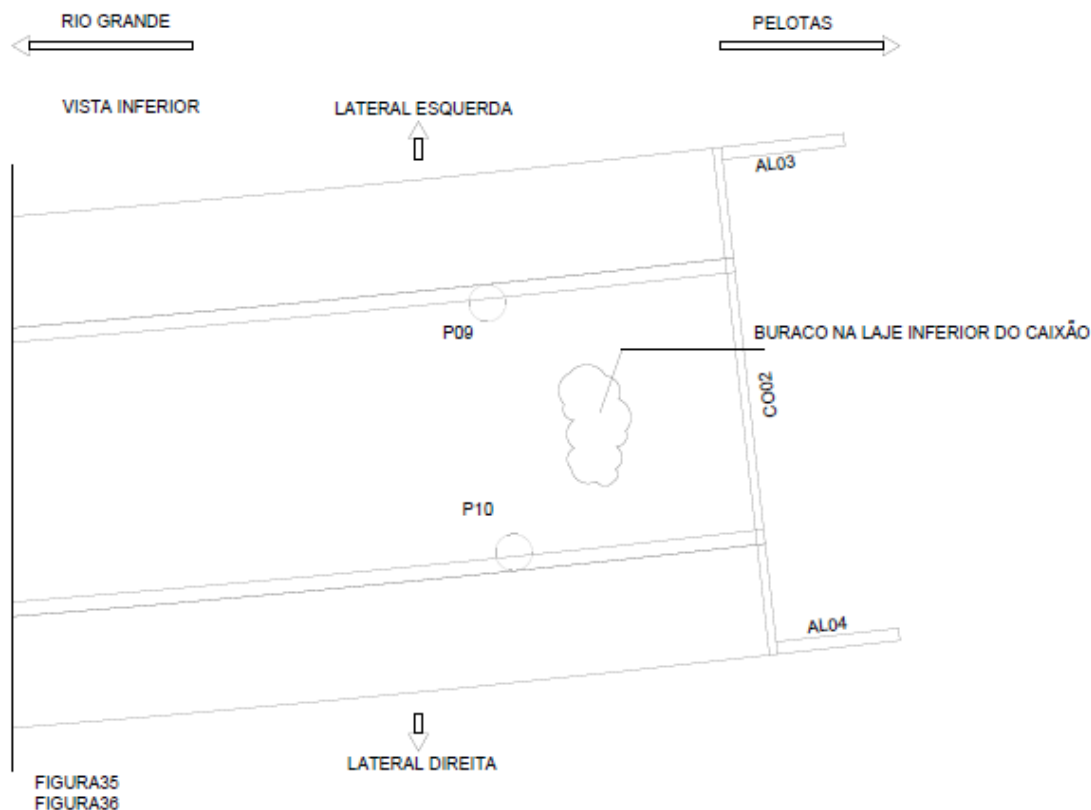 RIO GRANDE
PELOTAS
VISTA INFERIOR
LATERAL ESQUERDA
AL03
P09
BURACO NA LAJE INFERIOR DO CAIXÃO
CO02
P10
AL04
LATERAL DIREITA
FIGURA35
FIGURA36